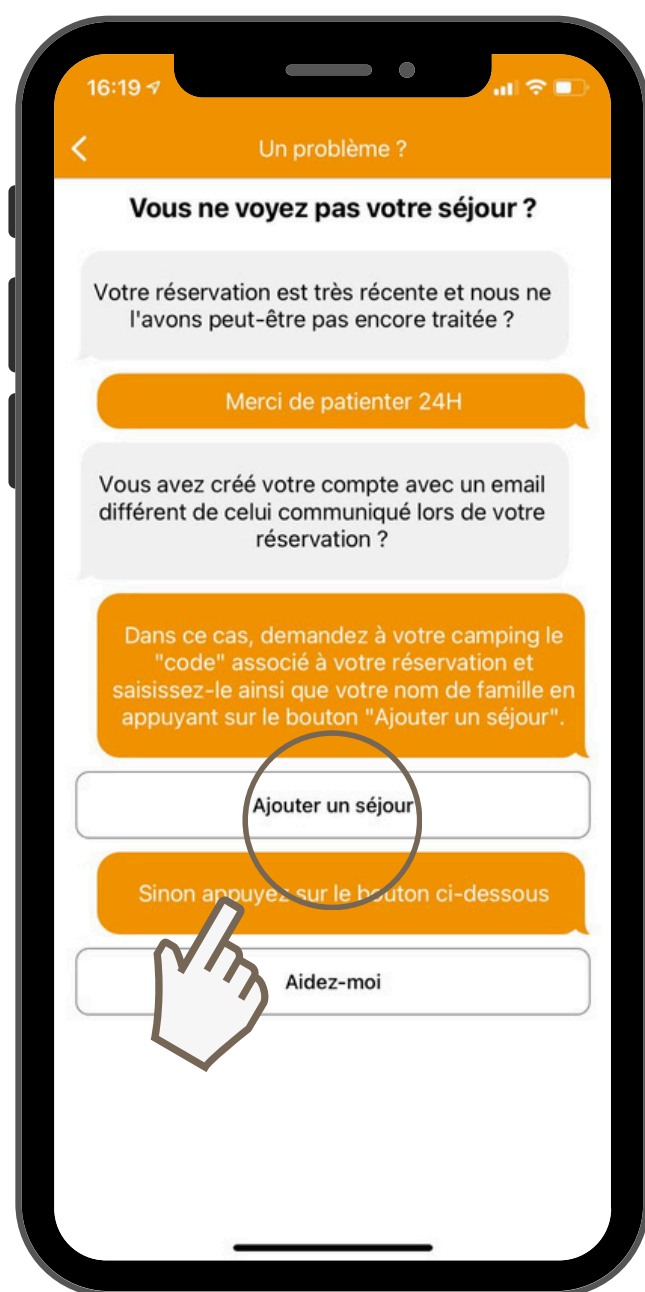 16:19
Un problème ?
Vous ne voyez pas votre séjour ?
Votre réservation est très récente et nous ne
l'avons peut-être pas encore traitée ?
Merci de patienter 24H
Vous avez créé votre compte avec un email
différent de celui communiqué lors de votre
réservation ?
Dans ce cas, demandez à votre camping le
"code" associé à votre réservation et
saisissez-le ainsi que votre nom de famille en
appuyant sur le bouton "Ajouter un séjour".
Ajouter un séjour
Sinon appuyez sur le bouton ci-dessous
Aidez-moi